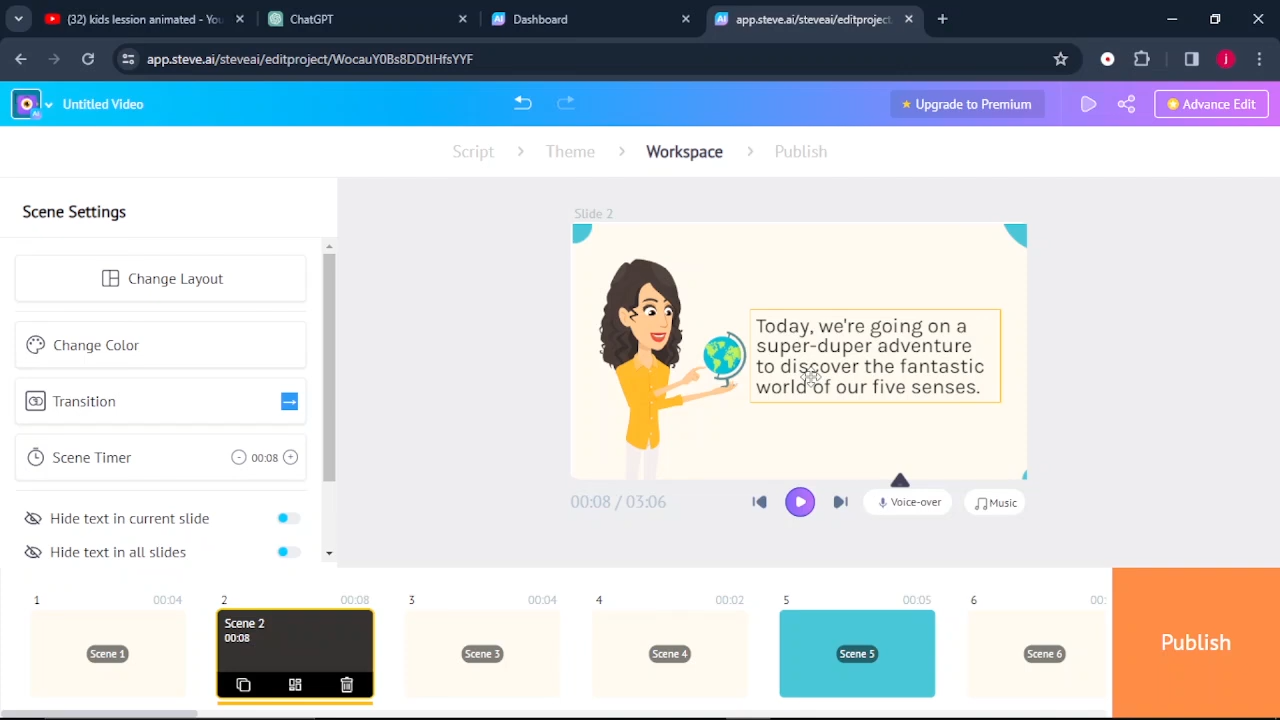 (32) kids lession animated - You
ChatGPT
Dashboard
app.steve.ai/steveai/editproject
app.steve.ai/steveai/editproject/WocauY0Bs8DDtIHfsYYF
j
AI
Untitled Video
Upgrade to Premium
Advance Edit
Script > Theme > Workspace > Publish
Scene Settings
Slide 2
Change Layout
Change Color
Transition
Scene Timer
00:08
Hide text in current slide
Hide text in all slides
Today, we're going on a
super-duper adventure
to discover the fantastic
world of our five senses.
00:08 / 03:06
Voice-over
Music
1 00:04
2 00:08
3 00:04
4 00:02
5 00:05
6 00:
Scene 1
Scene 2
00:08
Scene 3
Scene 4
Scene 5
Scene 6
Publish